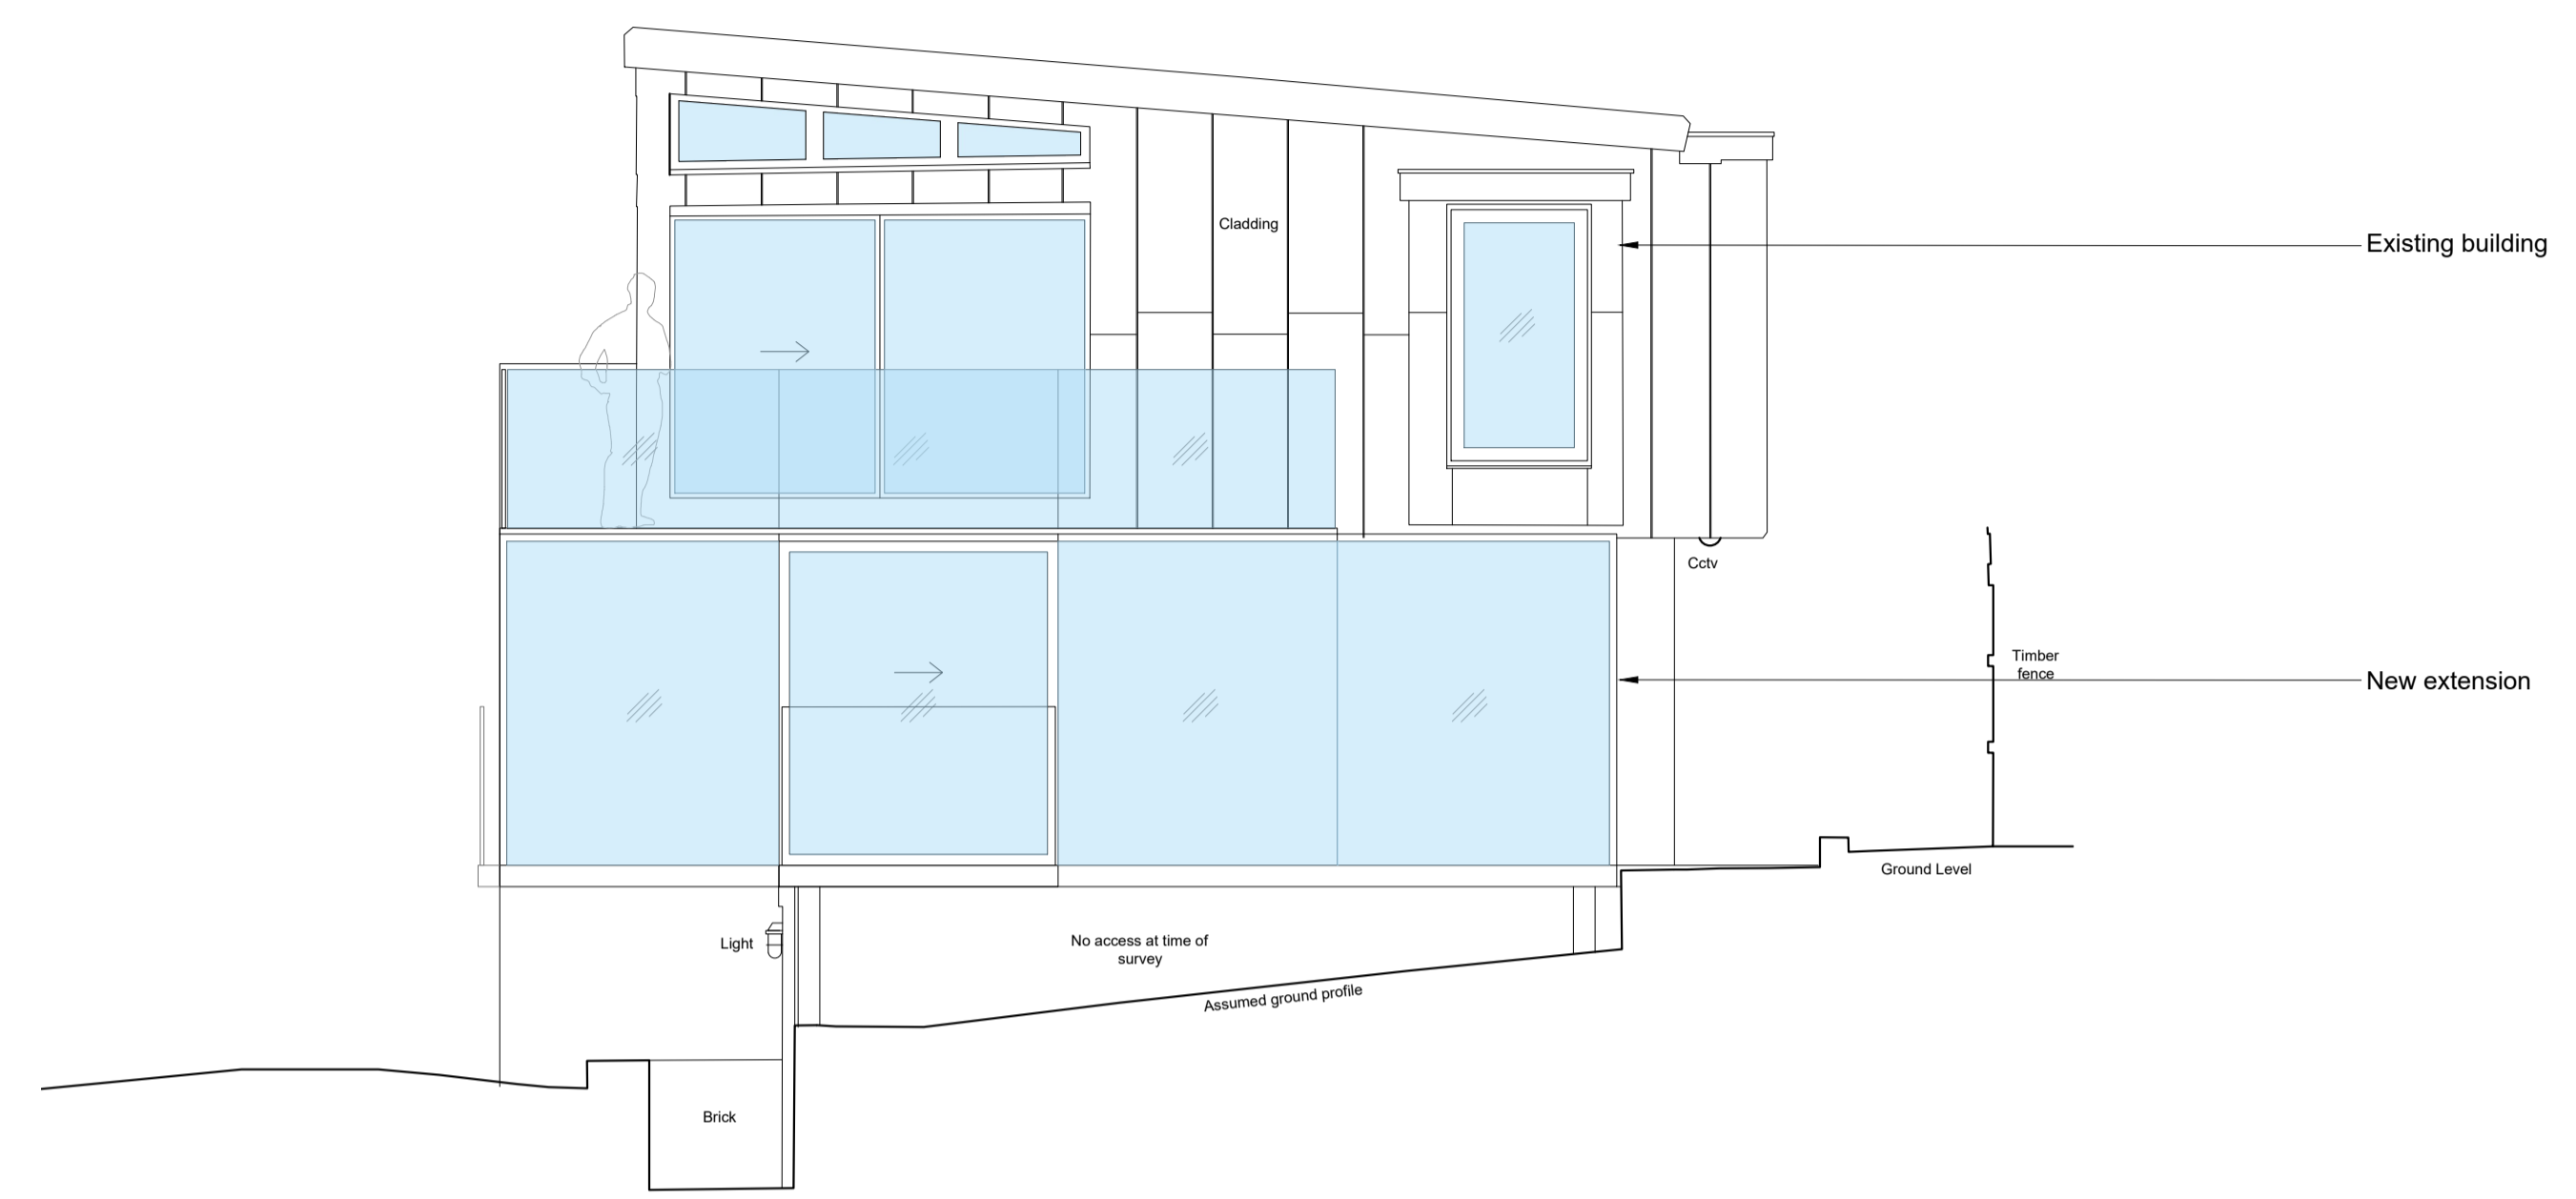 Cladding
Existing building
Cctv
Timber
fence
New extension
Ground Level
Light
No access at time of
survey
Assumed ground profile
Brick